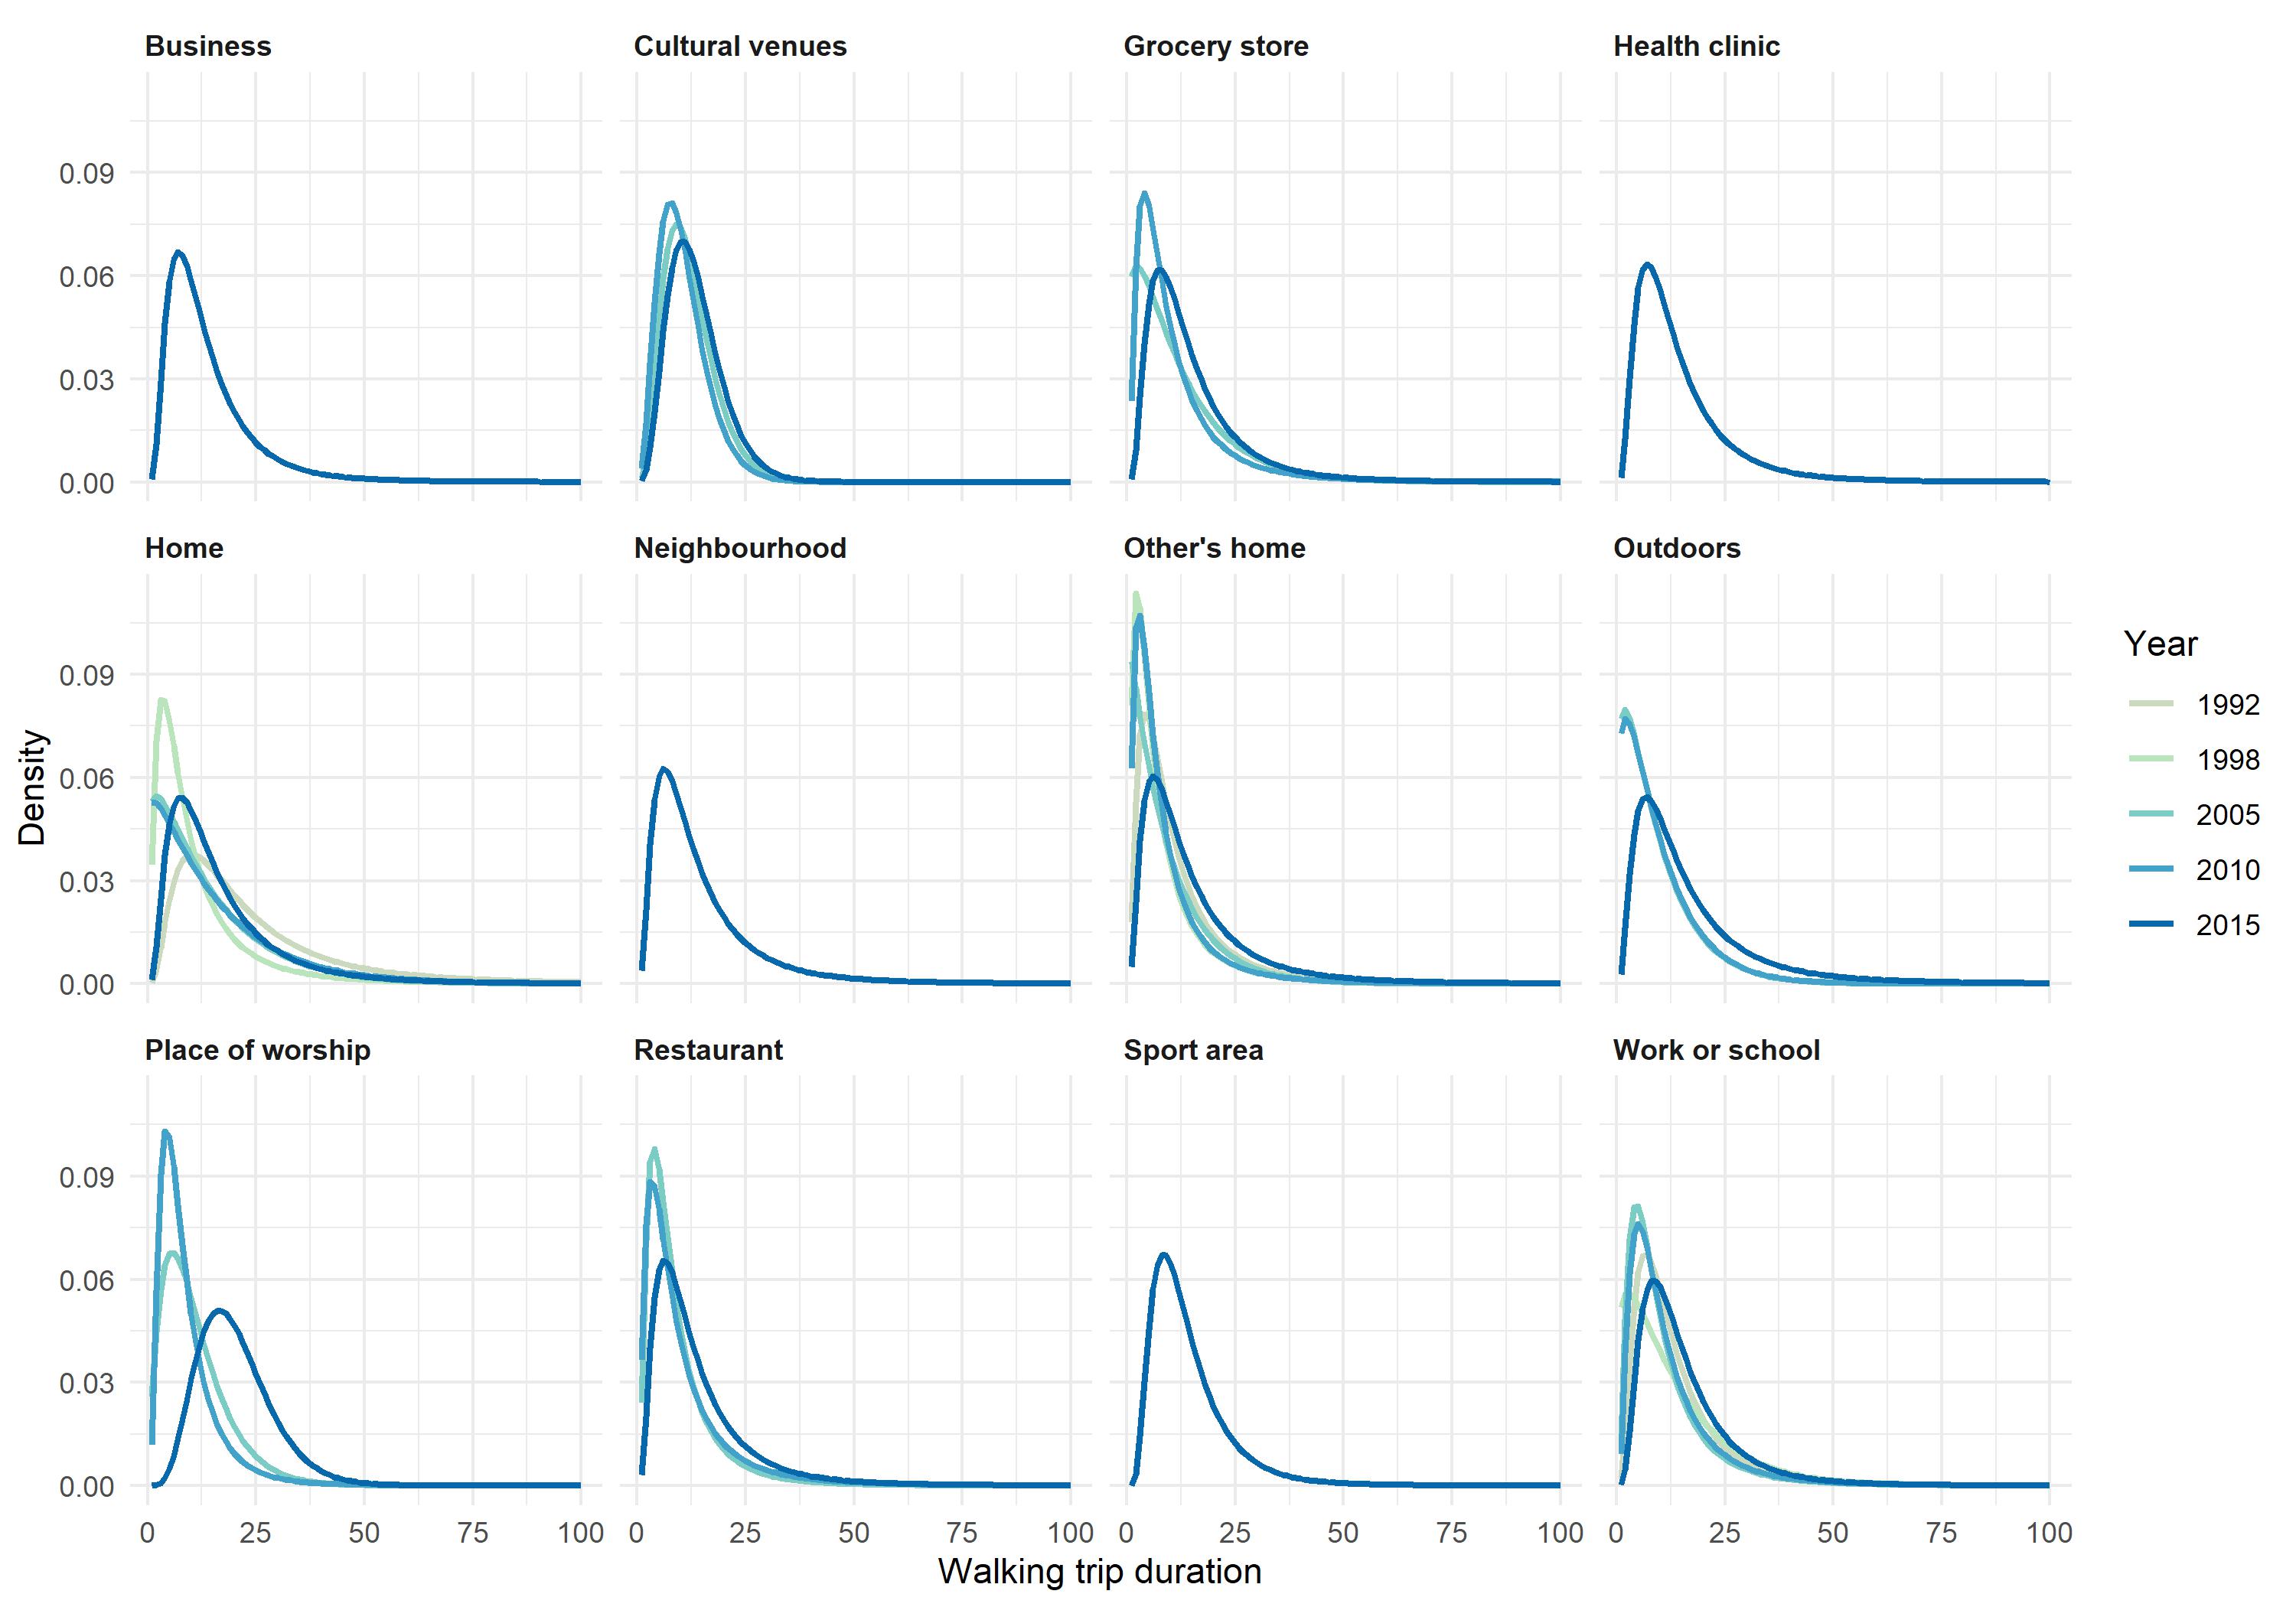 Business Cultural venues Grocery store Health clinic
0.09
0.06
0.03
0.00
Home Neighbourhood Other's home Outdoors
0.09
0.06
0.03
0.00
Place of worship Restaurant Sport area Work or school
0.09
0.06
0.03
0.00
0 25 50 75 100 0 25 50 75 100 0 25 50 75 100 0 25 50 75 100
Walking trip duration
Density
Year
1992
1998
2005
2010
2015